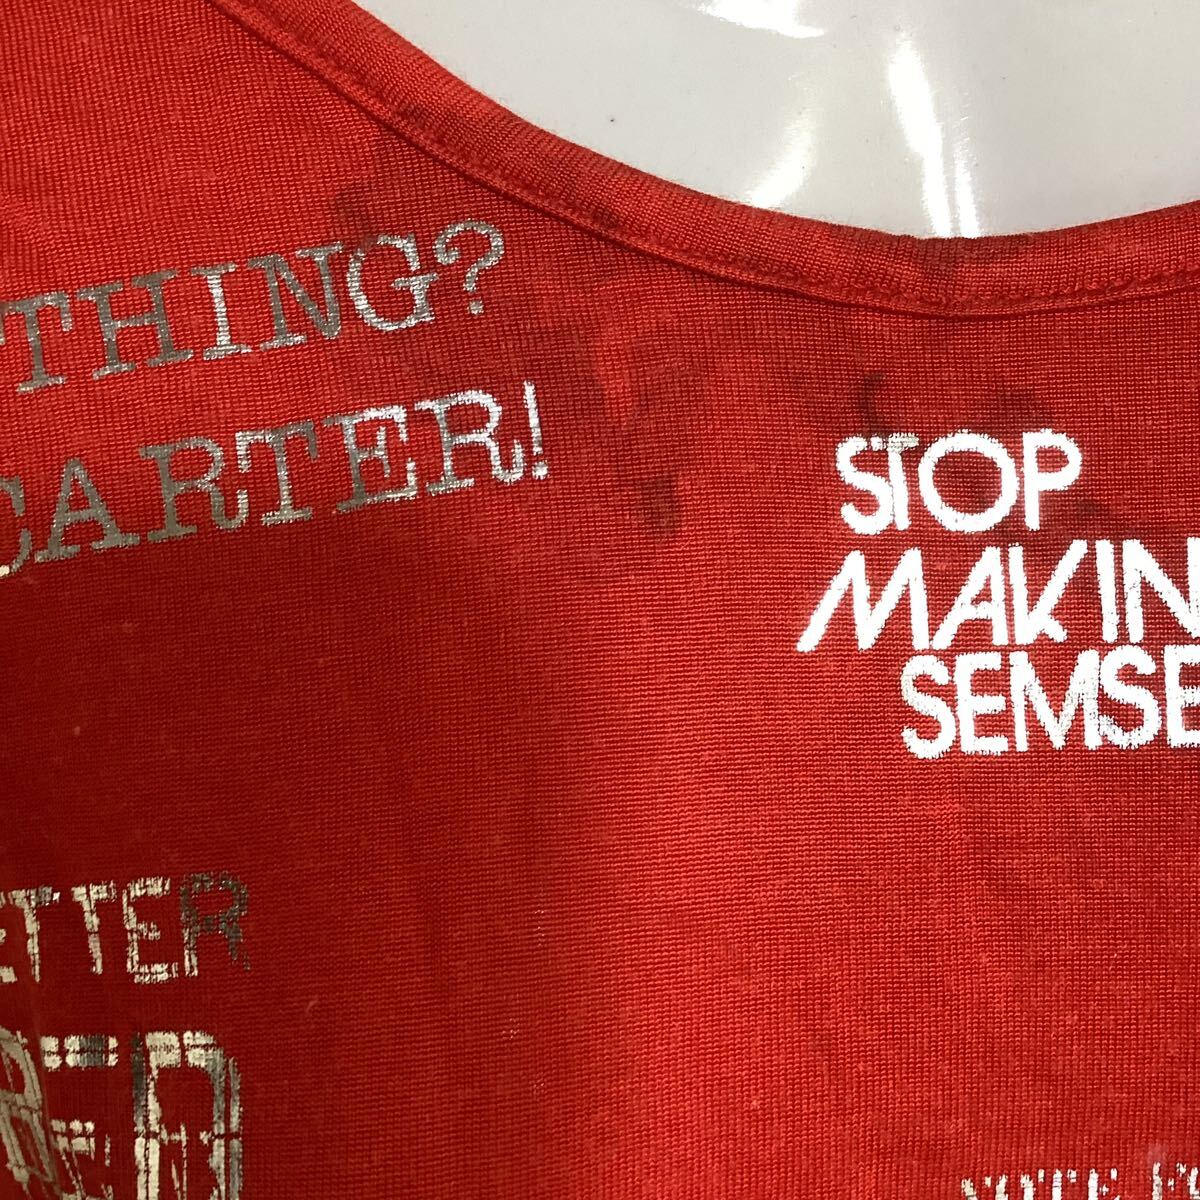 THING?
CARTER!
STOP
MAKIN
SEMSE
ETTER